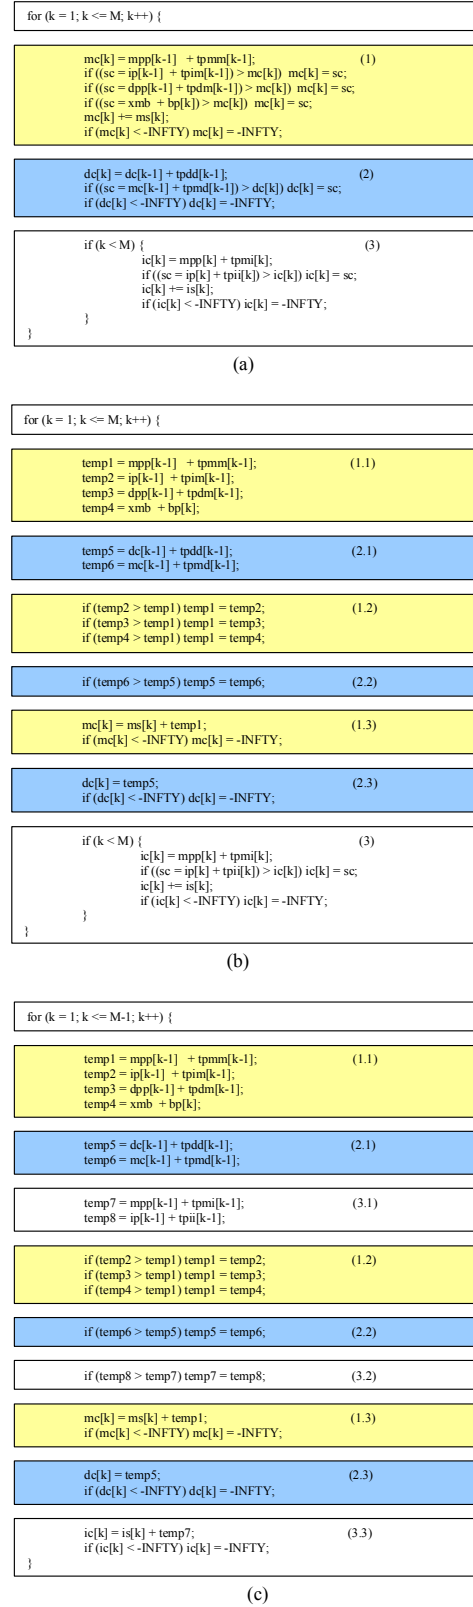 for (k = 1; k <= M; k++) {
mc[k] = mpp[k-1] + tpmm[k-1]; (1)
if ((sc = ip[k-1] + tpim[k-1]) > mc[k]) mc[k] = sc;
if ((sc = dpp[k-1] + tpdm[k-1]) > mc[k]) mc[k] = sc;
if ((sc = xmb + bp[k]) > mc[k]) mc[k] = sc;
mc[k] += ms[k];
if (mc[k] < -INFTY) mc[k] = -INFTY;
dc[k] = dc[k-1] + tpdd[k-1]; (2)
if ((sc = mc[k-1] + tpmd[k-1]) > dc[k]) dc[k] = sc;
if (dc[k] < -INFTY) dc[k] = -INFTY;
if (k < M) { (3)
ic[k] = mpp[k] + tpmi[k];
if ((sc = ip[k] + tpii[k]) > ic[k]) ic[k] = sc;
ic[k] += is[k];
if (ic[k] < -INFTY) ic[k] = -INFTY;
}
}
(a)
for (k = 1; k <= M; k++) {
temp1 = mpp[k-1] + tpmm[k-1]; (1.1)
temp2 = ip[k-1] + tpim[k-1];
temp3 = dpp[k-1] + tpdm[k-1];
temp4 = xmb + bp[k];
temp5 = dc[k-1] + tpdd[k-1]; (2.1)
temp6 = mc[k-1] + tpmd[k-1];
if (temp2 > temp1) temp1 = temp2; (1.2)
if (temp3 > temp1) temp1 = temp3;
if (temp4 > temp1) temp1 = temp4;
if (temp6 > temp5) temp5 = temp6; (2.2)
mc[k] = ms[k] + temp1; (1.3)
if (mc[k] < -INFTY) mc[k] = -INFTY;
dc[k] = temp5; (2.3)
if (dc[k] < -INFTY) dc[k] = -INFTY;
if (k < M) { (3)
ic[k] = mpp[k] + tpmi[k];
if ((sc = ip[k] + tpii[k]) > ic[k]) ic[k] = sc;
ic[k] += is[k];
if (ic[k] < -INFTY) ic[k] = -INFTY;
}
}
(b)
for (k = 1; k <= M-1; k++) {
temp1 = mpp[k-1] + tpmm[k-1]; (1.1)
temp2 = ip[k-1] + tpim[k-1];
temp3 = dpp[k-1] + tpdm[k-1];
temp4 = xmb + bp[k];
temp5 = dc[k-1] + tpdd[k-1]; (2.1)
temp6 = mc[k-1] + tpmd[k-1];
temp7 = mpp[k-1] + tpmi[k-1]; (3.1)
temp8 = ip[k-1] + tpii[k-1];
if (temp2 > temp1) temp1 = temp2; (1.2)
if (temp3 > temp1) temp1 = temp3;
if (temp4 > temp1) temp1 = temp4;
if (temp6 > temp5) temp5 = temp6; (2.2)
if (temp8 > temp7) temp7 = temp8; (3.2)
mc[k] = ms[k] + temp1; (1.3)
if (mc[k] < -INFTY) mc[k] = -INFTY;
dc[k] = temp5; (2.3)
if (dc[k] < -INFTY) dc[k] = -INFTY;
ic[k] = is[k] + temp7; (3.3)
if (ic[k] < -INFTY) ic[k] = -INFTY;
}
(c)